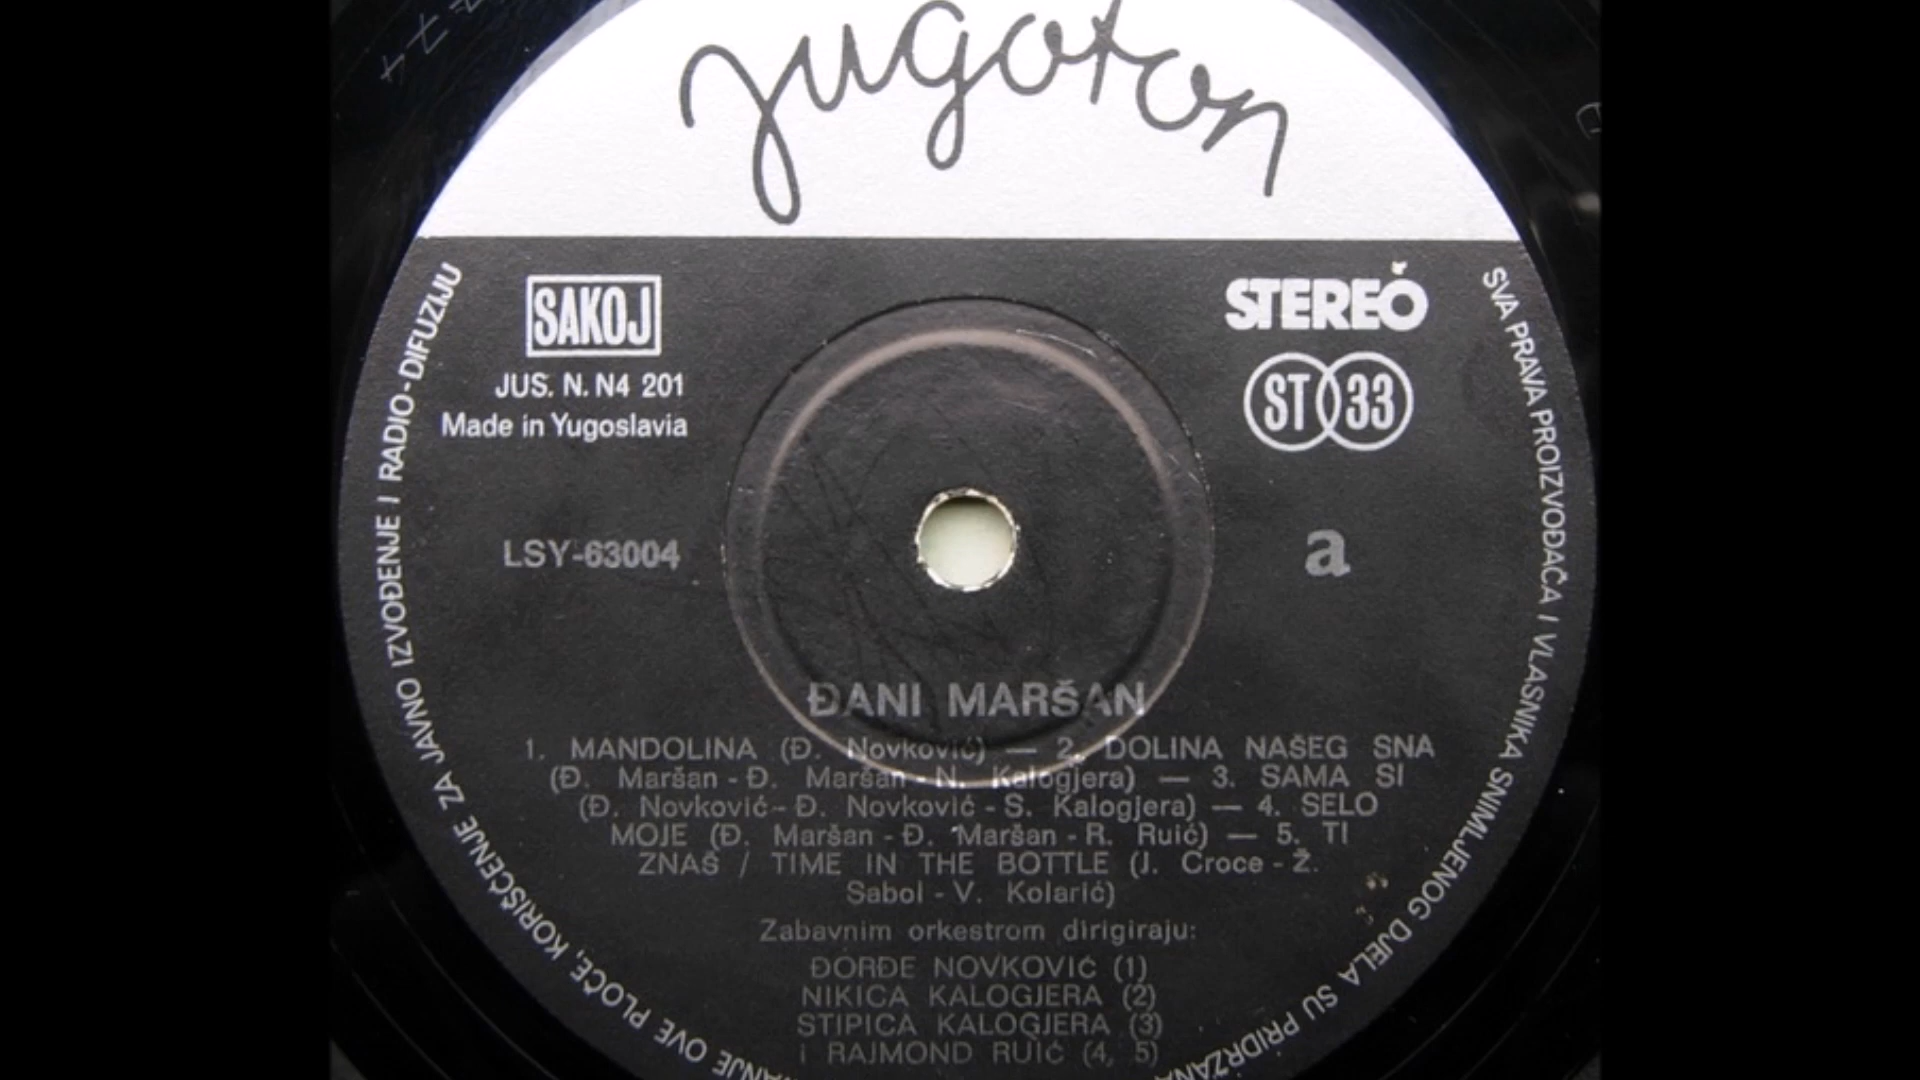 jugoton
SAKOJ
JUS. N. N4 201
Made in Yugoslavia
STEREO
ST 33
LSY-63004
a
ĐANI MARŠAN
1. MANDOLINA (Đ. Novković) — 2. DOLINA NAŠEG SNA
(Đ. Maršan - Đ. Maršan - N. Kalogjera) — 3. SAMA SI
(Đ. Novković - Đ. Novković - S. Kalogjera) — 4. SELO
MOJE (Đ. Maršan - Đ. Maršan - R. Ruić) — 5. TI
ZNAŠ / TIME IN THE BOTTLE (J. Croce - Ž.
Sabol - V. Kolarić)
Zabavnim orkestrom dirigiraju:
ĐORĐE NOVKOVIĆ (1)
NIKICA KALOGJERA (2)
STIPICA KALOGJERA (3)
i RAJMOND RUIĆ (4, 5)
SVA PRAVA PROIZVOĐAČA I VLASNIKA SNIMLJENOG DJELA SU PRIDRŽANA
OVE PLOČE, KORIŠĆENJE ZA JAVNO IZVOĐENJE I RADIO-DIFUZIJU